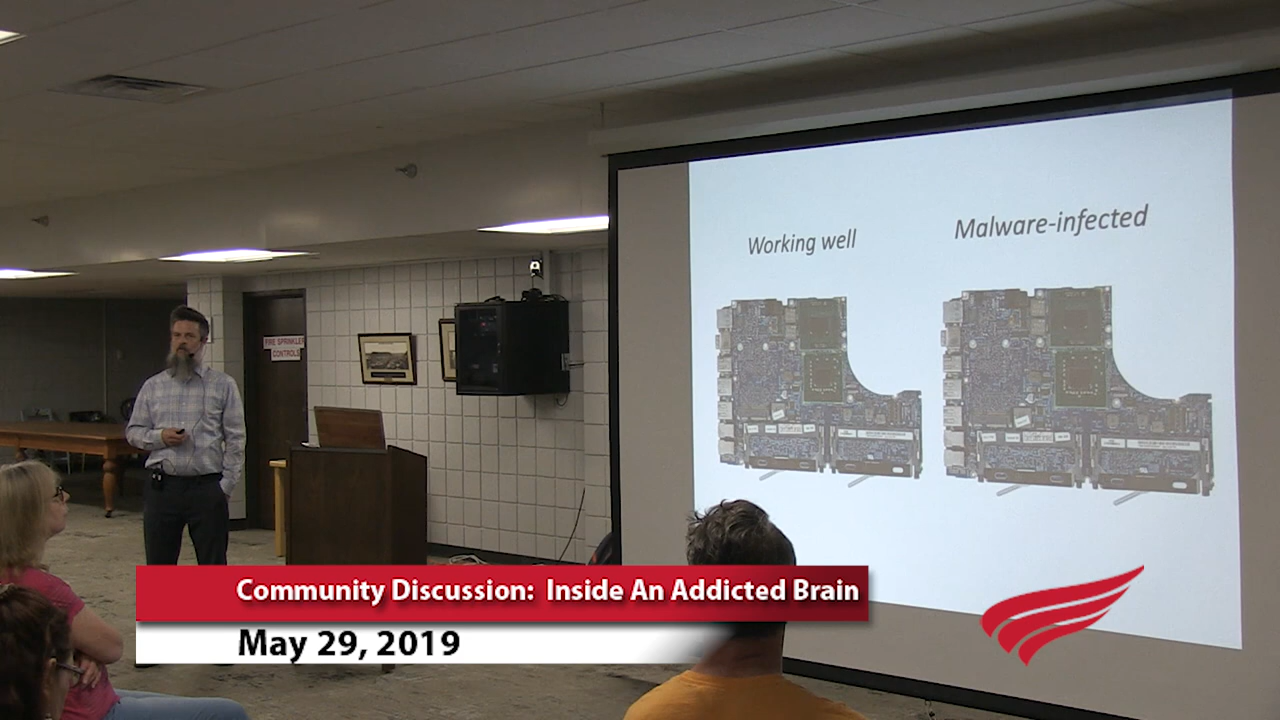 Working well
Malware-infected
FIRE SPRINKLER
CONTROLS
Community Discussion: Inside An Addicted Brain
May 29, 2019